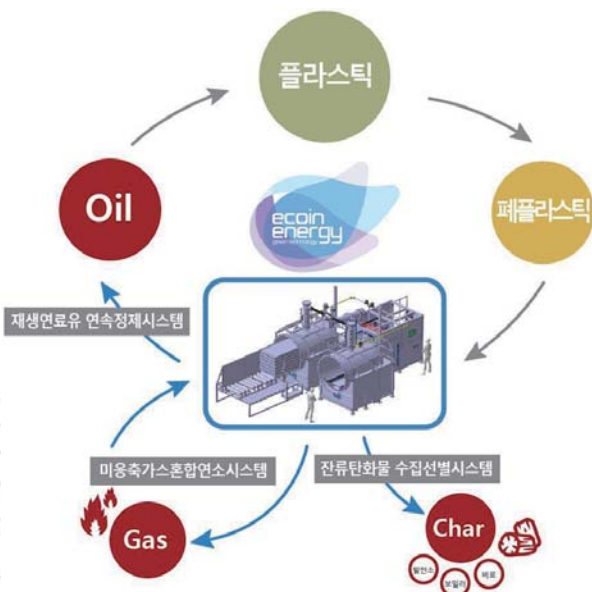 플라스틱
Oil
폐플라스틱
ecoin
energy
green technology
재생연료유 연속정제시스템
미응축가스혼합연소시스템
잔류탄화물 수집선별시스템
Gas
Char
발전소
보일러
비료